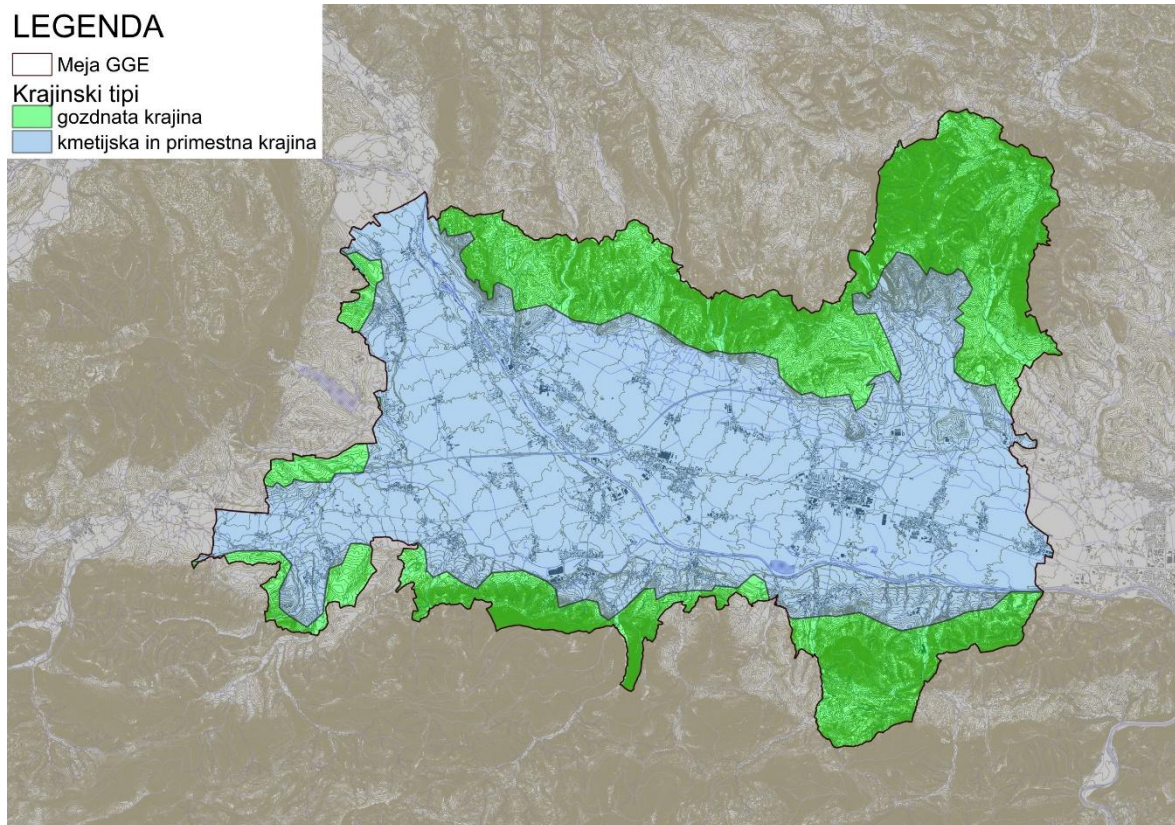 LEGENDA
Meja GGE
Krajinski tipi
gozdnata krajina
kmetijska in primestna krajina